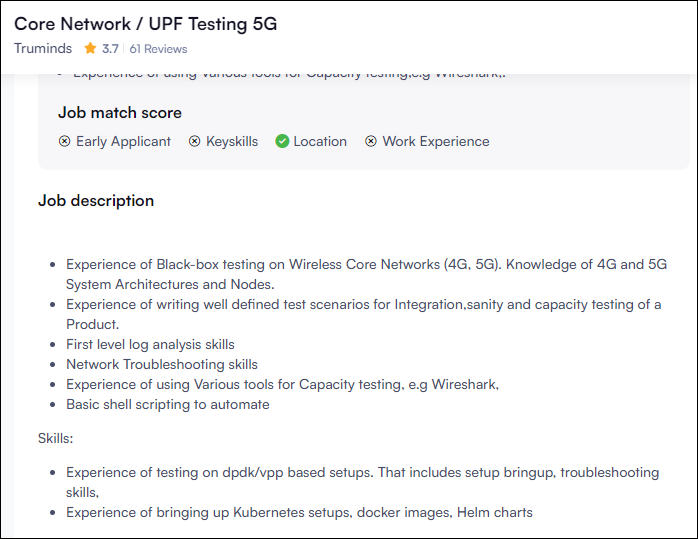 Core Network / UPF Testing 5G
Truminds 3.7 61 Reviews
Experience of using Various tools for Capacity testing,e.g Wireshark,.
Job match score
Early Applicant Keyskills Location Work Experience
Job description
Experience of Black-box testing on Wireless Core Networks (4G, 5G). Knowledge of 4G and 5G
System Architectures and Nodes.
Experience of writing well defined test scenarios for Integration,sanity and capacity testing of a
Product.
First level log analysis skills
Network Troubleshooting skills
Experience of using Various tools for Capacity testing, e.g Wireshark,
Basic shell scripting to automate
Skills:
Experience of testing on dpdk/vpp based setups. That includes setup bringup, troubleshooting
skills,
Experience of bringing up Kubernetes setups, docker images, Helm charts